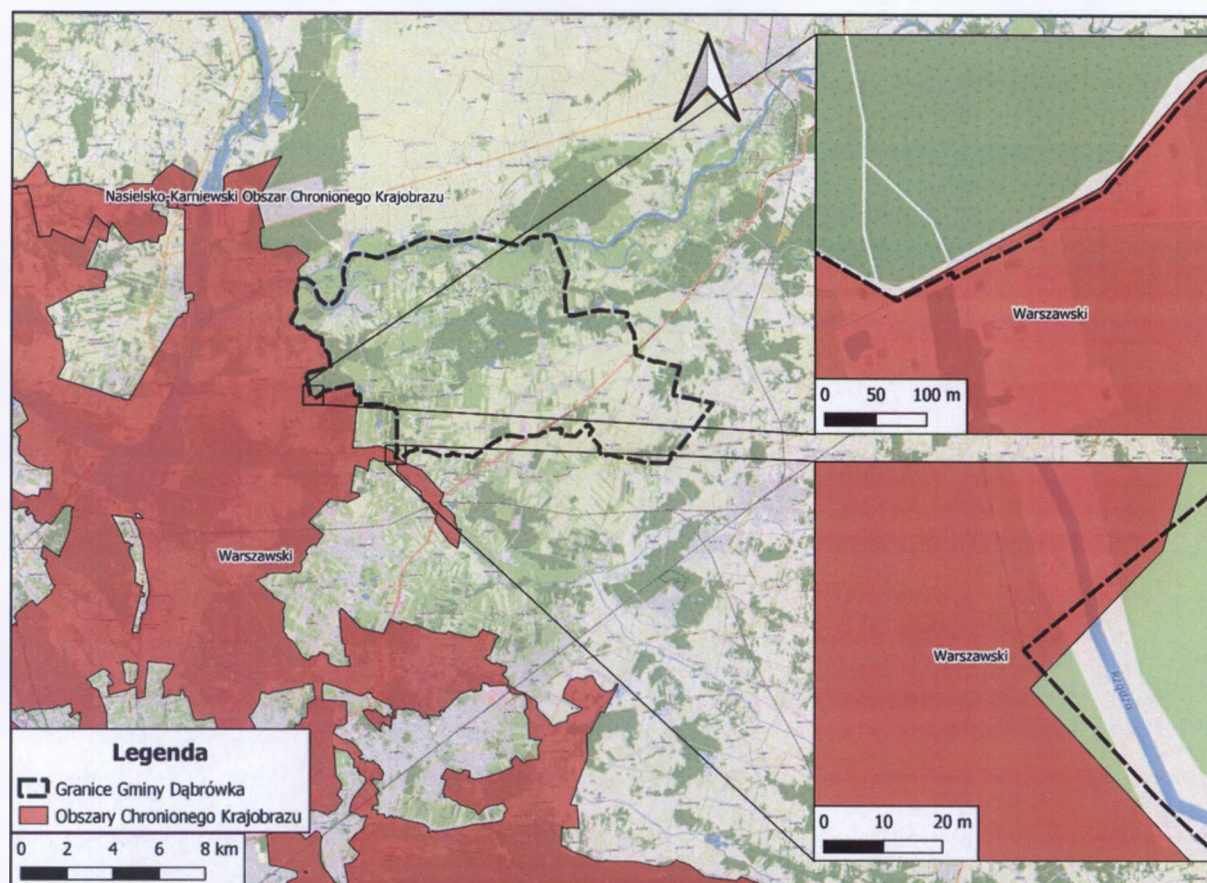 Nasielsko-Karniewski Obszar Chronionego Krajobrazu
Warszawski
0 50 100 m
Warszawski
Warszawski
Rządza
Legenda
Granice Gminy Dąbrówka
Obszary Chronionego Krajobrazu
0 2 4 6 8 km
0 10 20 m